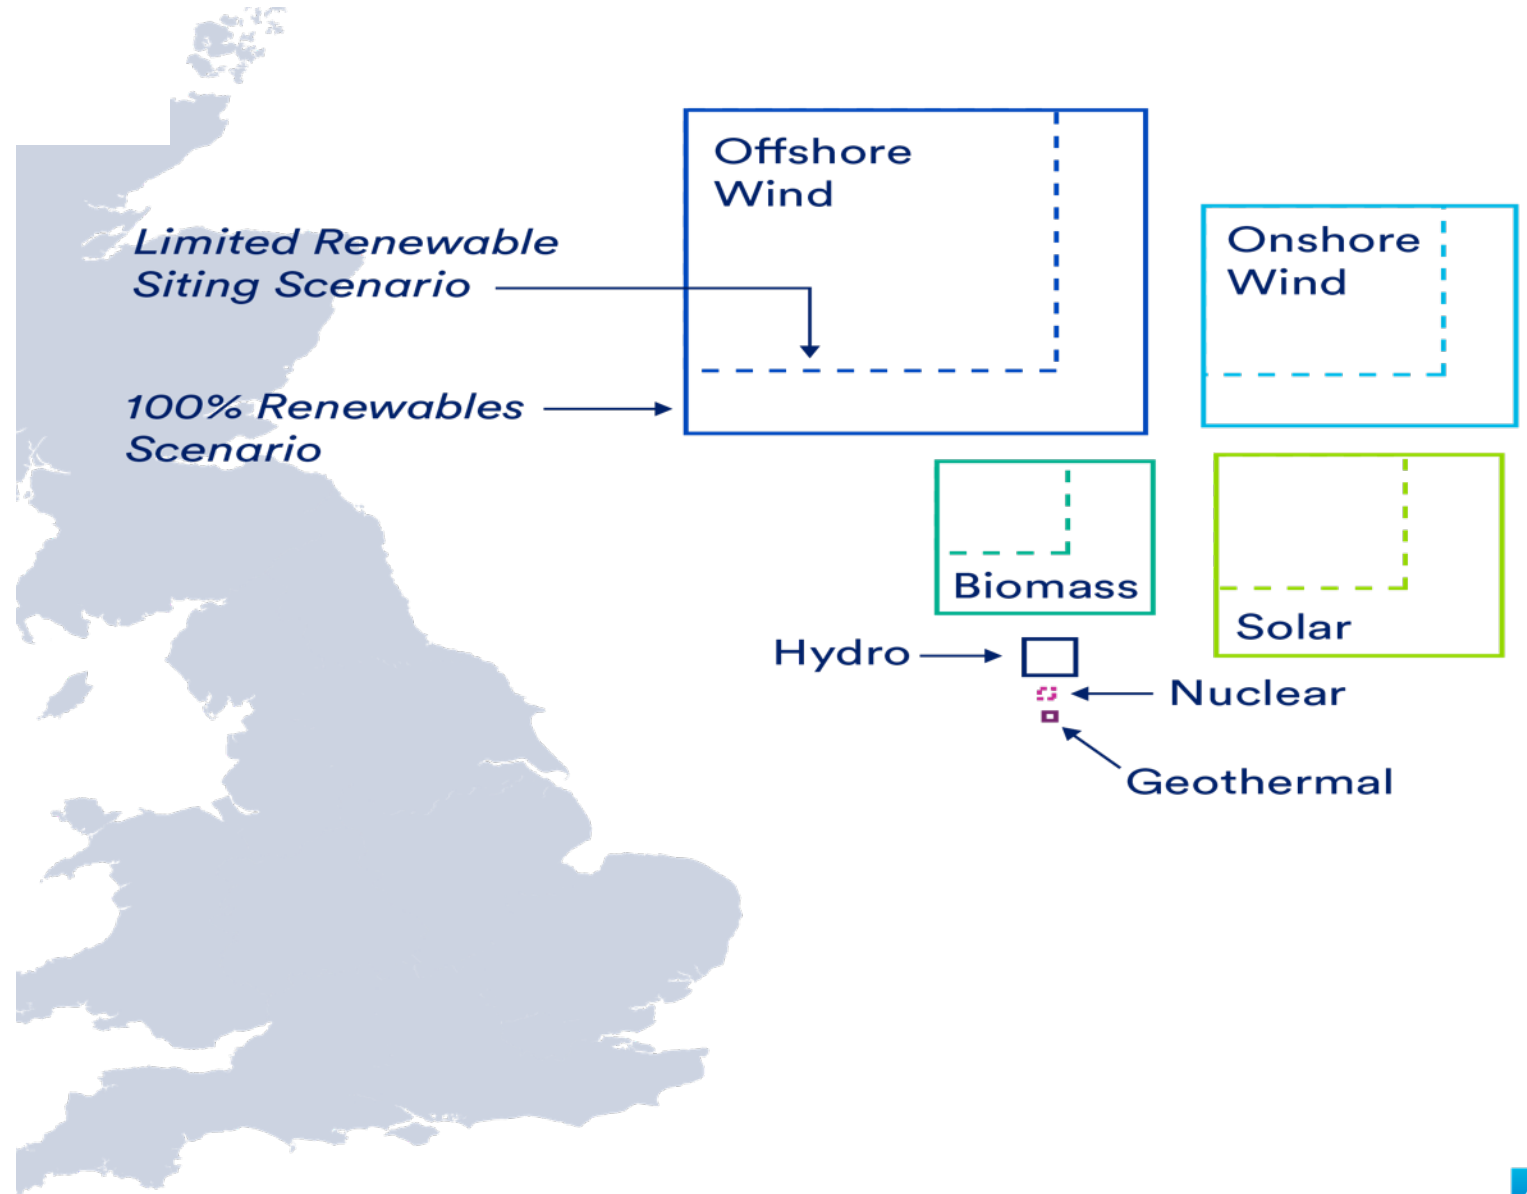 Offshore
Wind
Onshore
Wind
Limited Renewable
Siting Scenario
100% Renewables
Scenario
Biomass
Solar
Hydro
Nuclear
Geothermal